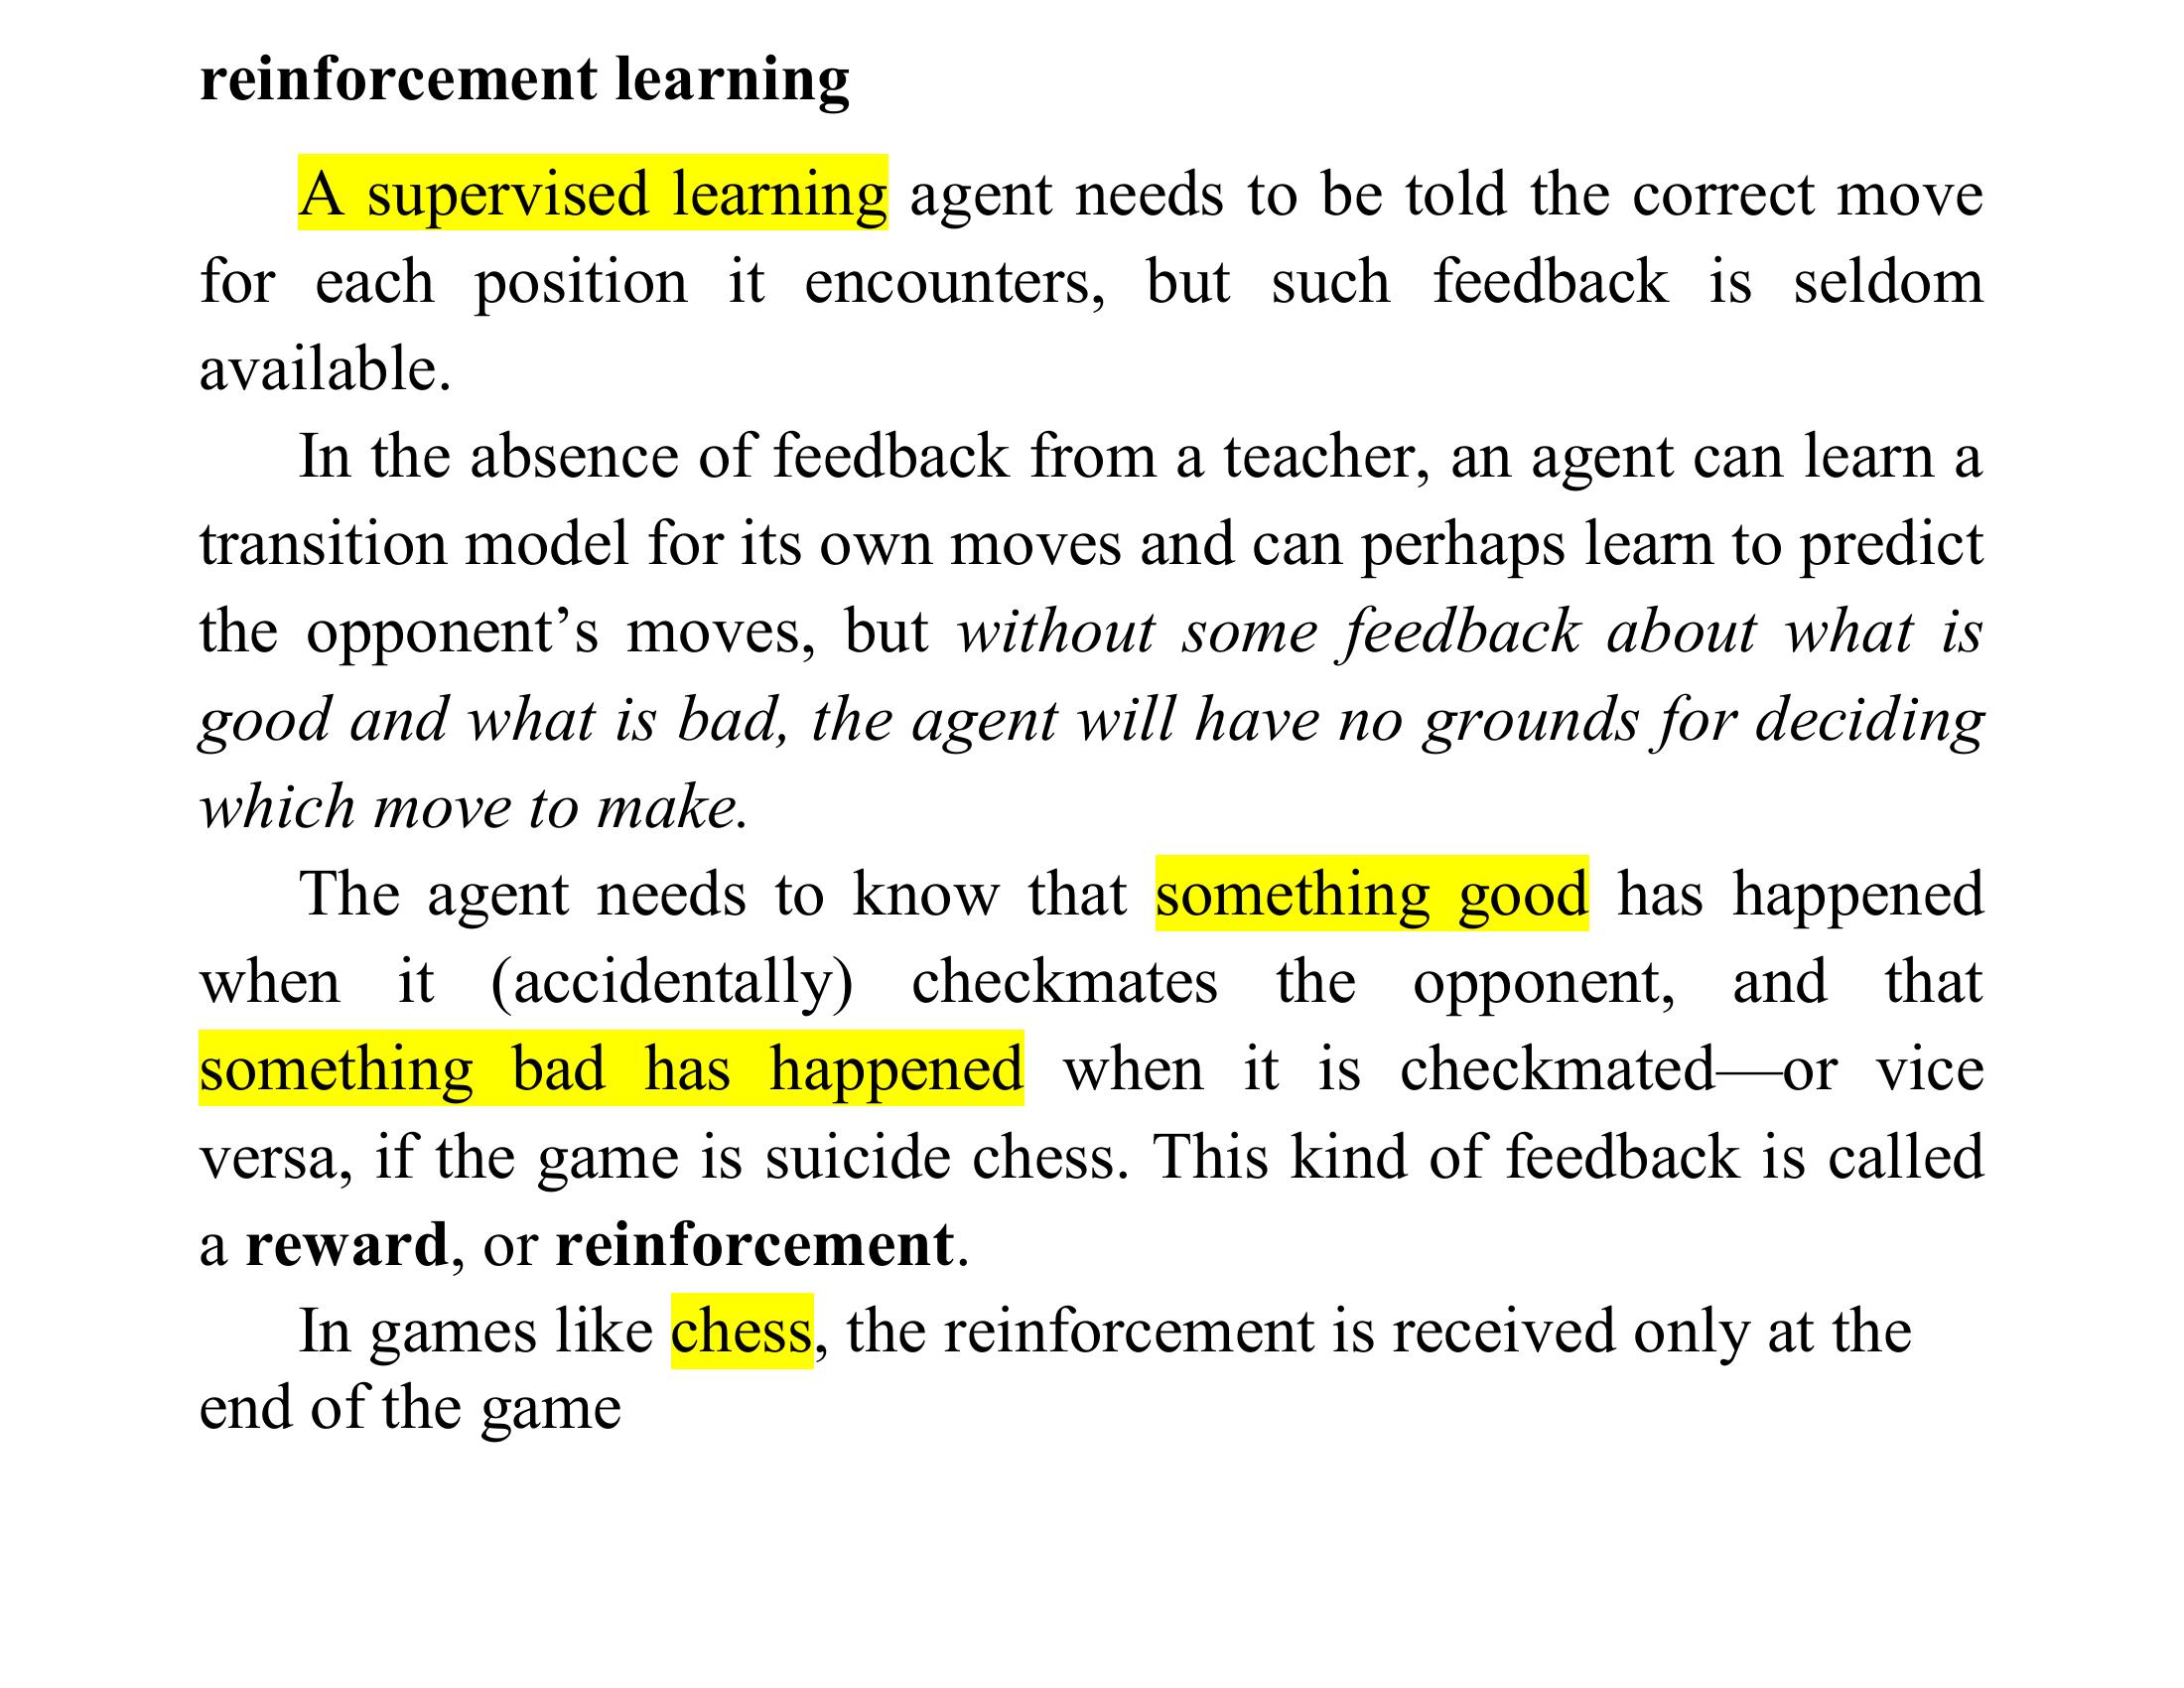 reinforcement learning
A supervised learning agent needs to be told the correct move
for each position it encounters, but such feedback is seldom
available.
In the absence of feedback from a teacher, an agent can learn a
transition model for its own moves and can perhaps learn to predict
the opponent’s moves, but without some feedback about what is
good and what is bad, the agent will have no grounds for deciding
which move to make.
The agent needs to know that something good has happened
when it (accidentally) checkmates the opponent, and that
something bad has happened when it is checkmated—or vice
versa, if the game is suicide chess. This kind of feedback is called
a reward, or reinforcement.
In games like chess, the reinforcement is received only at the
end of the game